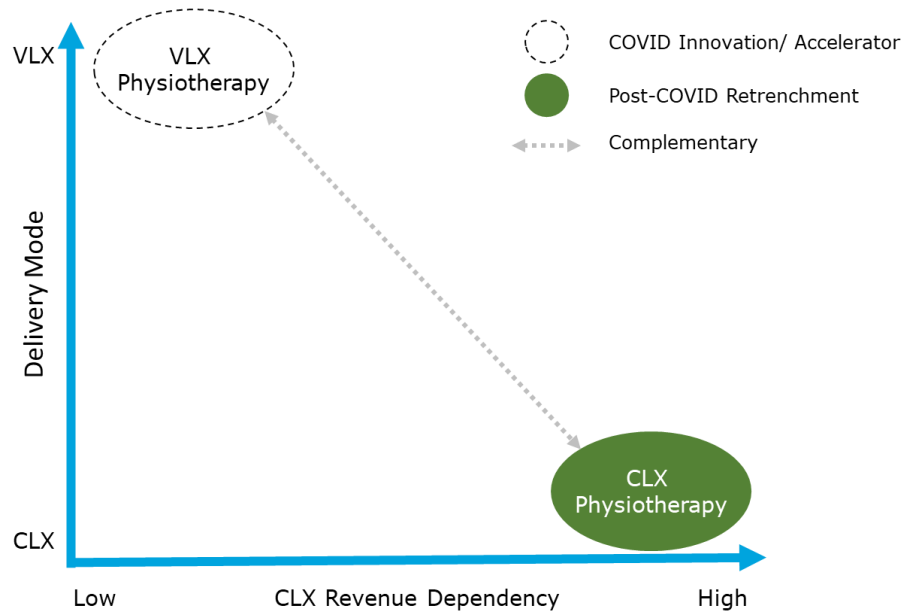 VLX
VLX
Physiotherapy
COVID Innovation/ Accelerator
Post-COVID Retrenchment
Complementary
Delivery Mode
CLX
Physiotherapy
CLX
Low
CLX Revenue Dependency
High